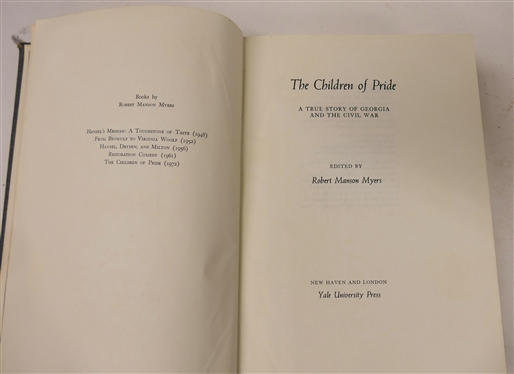 Books by
ROBERT MANSON MYERS
HANDEL'S MESSIAH: A TOUCHSTONE OF TASTE (1948)
FROM BEOWULF TO VIRGINIA WOOLF (1952)
HANDEL, DRYDEN, AND MILTON (1956)
RESTORATION COMEDY (1961)
THE CHILDREN OF PRIDE (1972)
The Children of Pride
A TRUE STORY OF GEORGIA
AND THE CIVIL WAR
EDITED BY
Robert Manson Myers
NEW HAVEN AND LONDON
Yale University Press